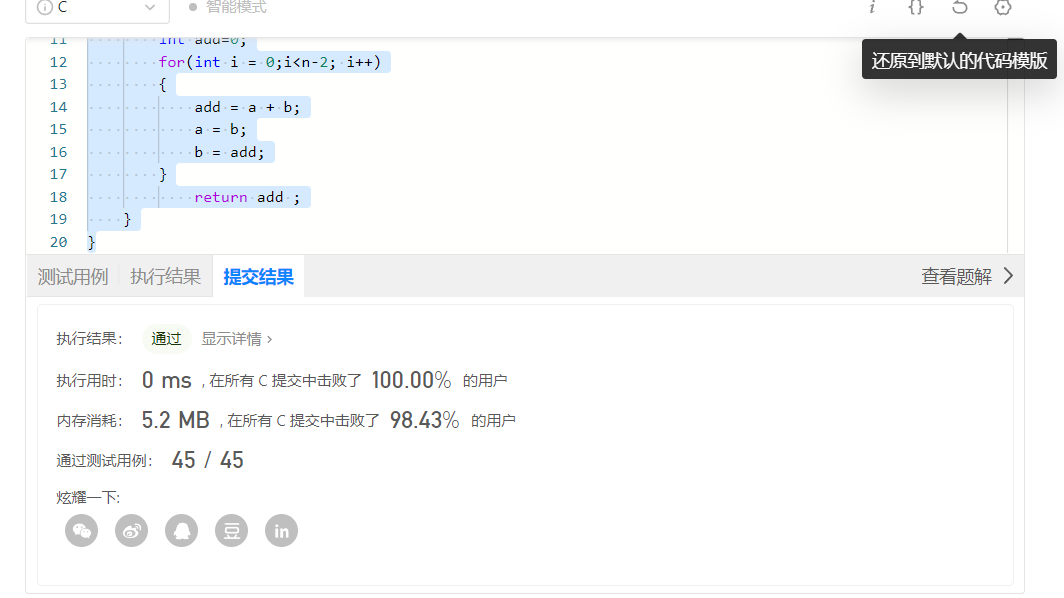 C 智能模式 i {}
还原到默认的代码模版
11 int add=0;
12 for(int i = 0;i<n-2; i++)
13 {
14 add = a + b;
15 a = b;
16 b = add;
17 }
18 return add ;
19 }
20 }
测试用例 执行结果 提交结果 查看题解 >
执行结果: 通过 显示详情 >
执行用时: 0 ms , 在所有 C 提交中击败了 100.00% 的用户
内存消耗: 5.2 MB , 在所有 C 提交中击败了 98.43% 的用户
通过测试用例: 45 / 45
炫耀一下:
豆 in